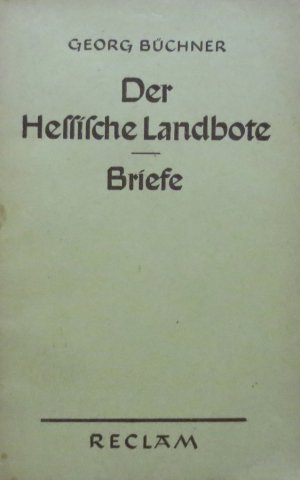 GEORG BÜCHNER
Der
Heſſiſche Landbote
Briefe
RECLAM